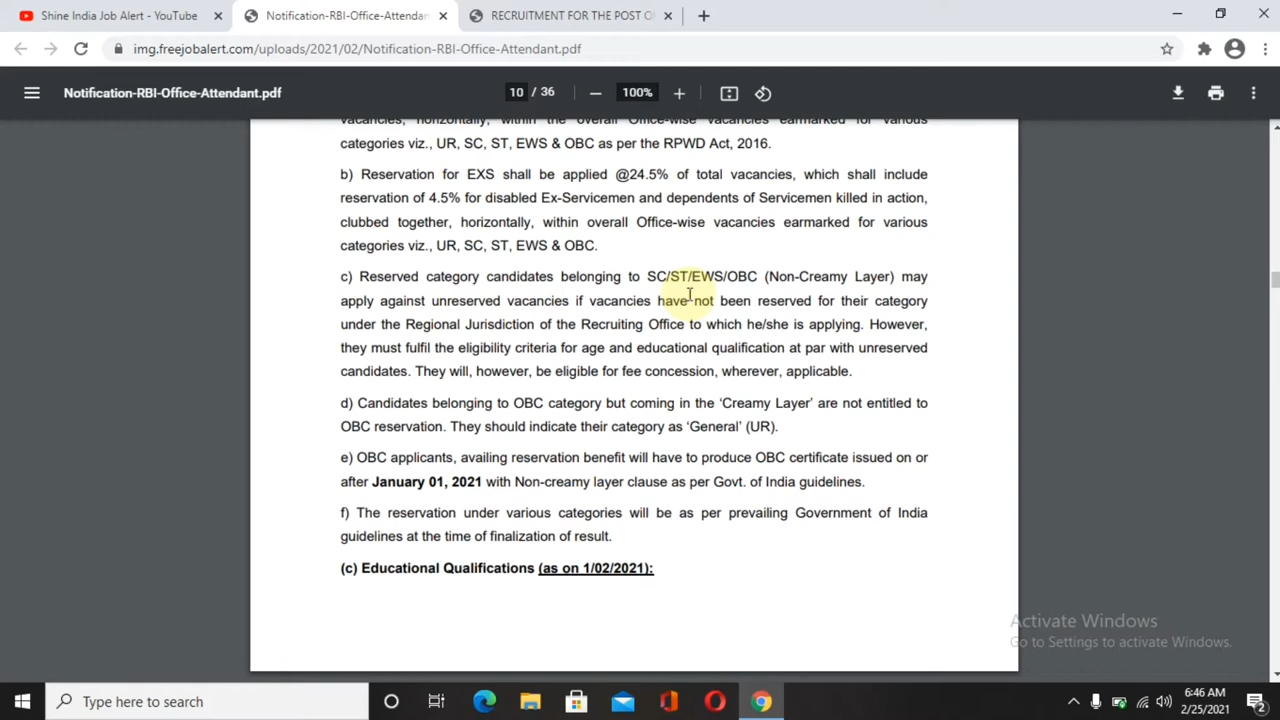 Shine India Job Alert - YouTube
Notification-RBI-Office-Attendan
RECRUITMENT FOR THE POST O
img.freejobalert.com/uploads/2021/02/Notification-RBI-Office-Attendant.pdf
Notification-RBI-Office-Attendant.pdf
10 / 36
100%
vacancies, horizontally, within the overall Office-wise vacancies earmarked for various
categories viz., UR, SC, ST, EWS & OBC as per the RPWD Act, 2016.
b) Reservation for EXS shall be applied @24.5% of total vacancies, which shall include
reservation of 4.5% for disabled Ex-Servicemen and dependents of Servicemen killed in action,
clubbed together, horizontally, within overall Office-wise vacancies earmarked for various
categories viz., UR, SC, ST, EWS & OBC.
c) Reserved category candidates belonging to SC/ST/EWS/OBC (Non-Creamy Layer) may
apply against unreserved vacancies if vacancies have not been reserved for their category
under the Regional Jurisdiction of the Recruiting Office to which he/she is applying. However,
they must fulfil the eligibility criteria for age and educational qualification at par with unreserved
candidates. They will, however, be eligible for fee concession, wherever, applicable.
d) Candidates belonging to OBC category but coming in the ‘Creamy Layer’ are not entitled to
OBC reservation. They should indicate their category as ‘General’ (UR).
e) OBC applicants, availing reservation benefit will have to produce OBC certificate issued on or
after January 01, 2021 with Non-creamy layer clause as per Govt. of India guidelines.
f) The reservation under various categories will be as per prevailing Government of India
guidelines at the time of finalization of result.
(c) Educational Qualifications (as on 1/02/2021):
Activate Windows
Go to Settings to activate Windows.
Type here to search
6:46 AM
2/25/2021
2